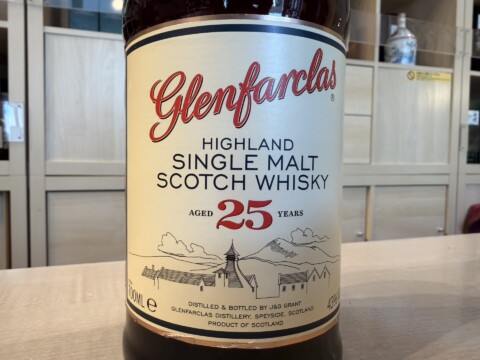 Glenfarclas®
HIGHLAND
SINGLE MALT
SCOTCH WHISKY
AGED 25 YEARS
700ML e
DISTILLED & BOTTLED BY J&G GRANT
GLENFARCLAS DISTILLERY, SPEYSIDE, SCOTLAND
PRODUCT OF SCOTLAND